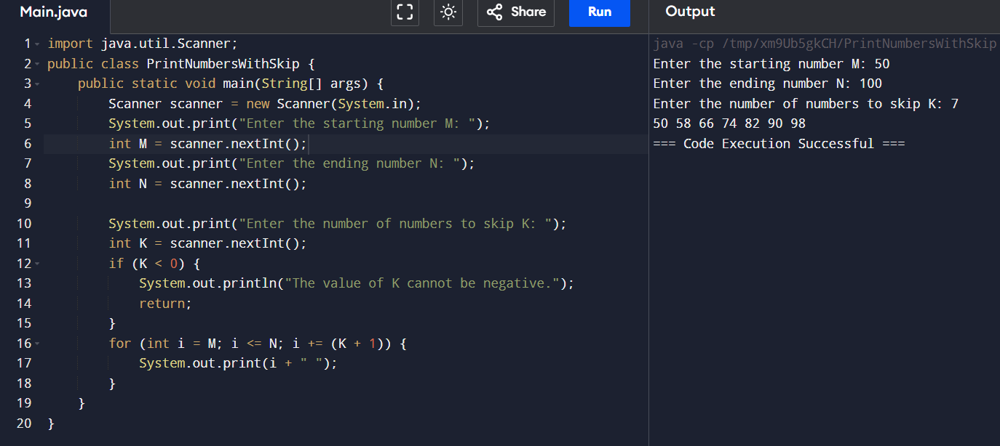 Main.java Share Run Output
1 import java.util.Scanner;
2 public class PrintNumbersWithSkip {
3     public static void main(String[] args) {
4         Scanner scanner = new Scanner(System.in);
5         System.out.print("Enter the starting number M: ");
6         int M = scanner.nextInt();
7         System.out.print("Enter the ending number N: ");
8         int N = scanner.nextInt();
9
10         System.out.print("Enter the number of numbers to skip K: ");
11         int K = scanner.nextInt();
12         if (K < 0) {
13             System.out.println("The value of K cannot be negative.");
14             return;
15         }
16         for (int i = M; i <= N; i += (K + 1)) {
17             System.out.print(i + " ");
18         }
19     }
20 }
java -cp /tmp/xm9Ub5gkCH/PrintNumbersWithSkip
Enter the starting number M: 50
Enter the ending number N: 100
Enter the number of numbers to skip K: 7
50 58 66 74 82 90 98
=== Code Execution Successful ===